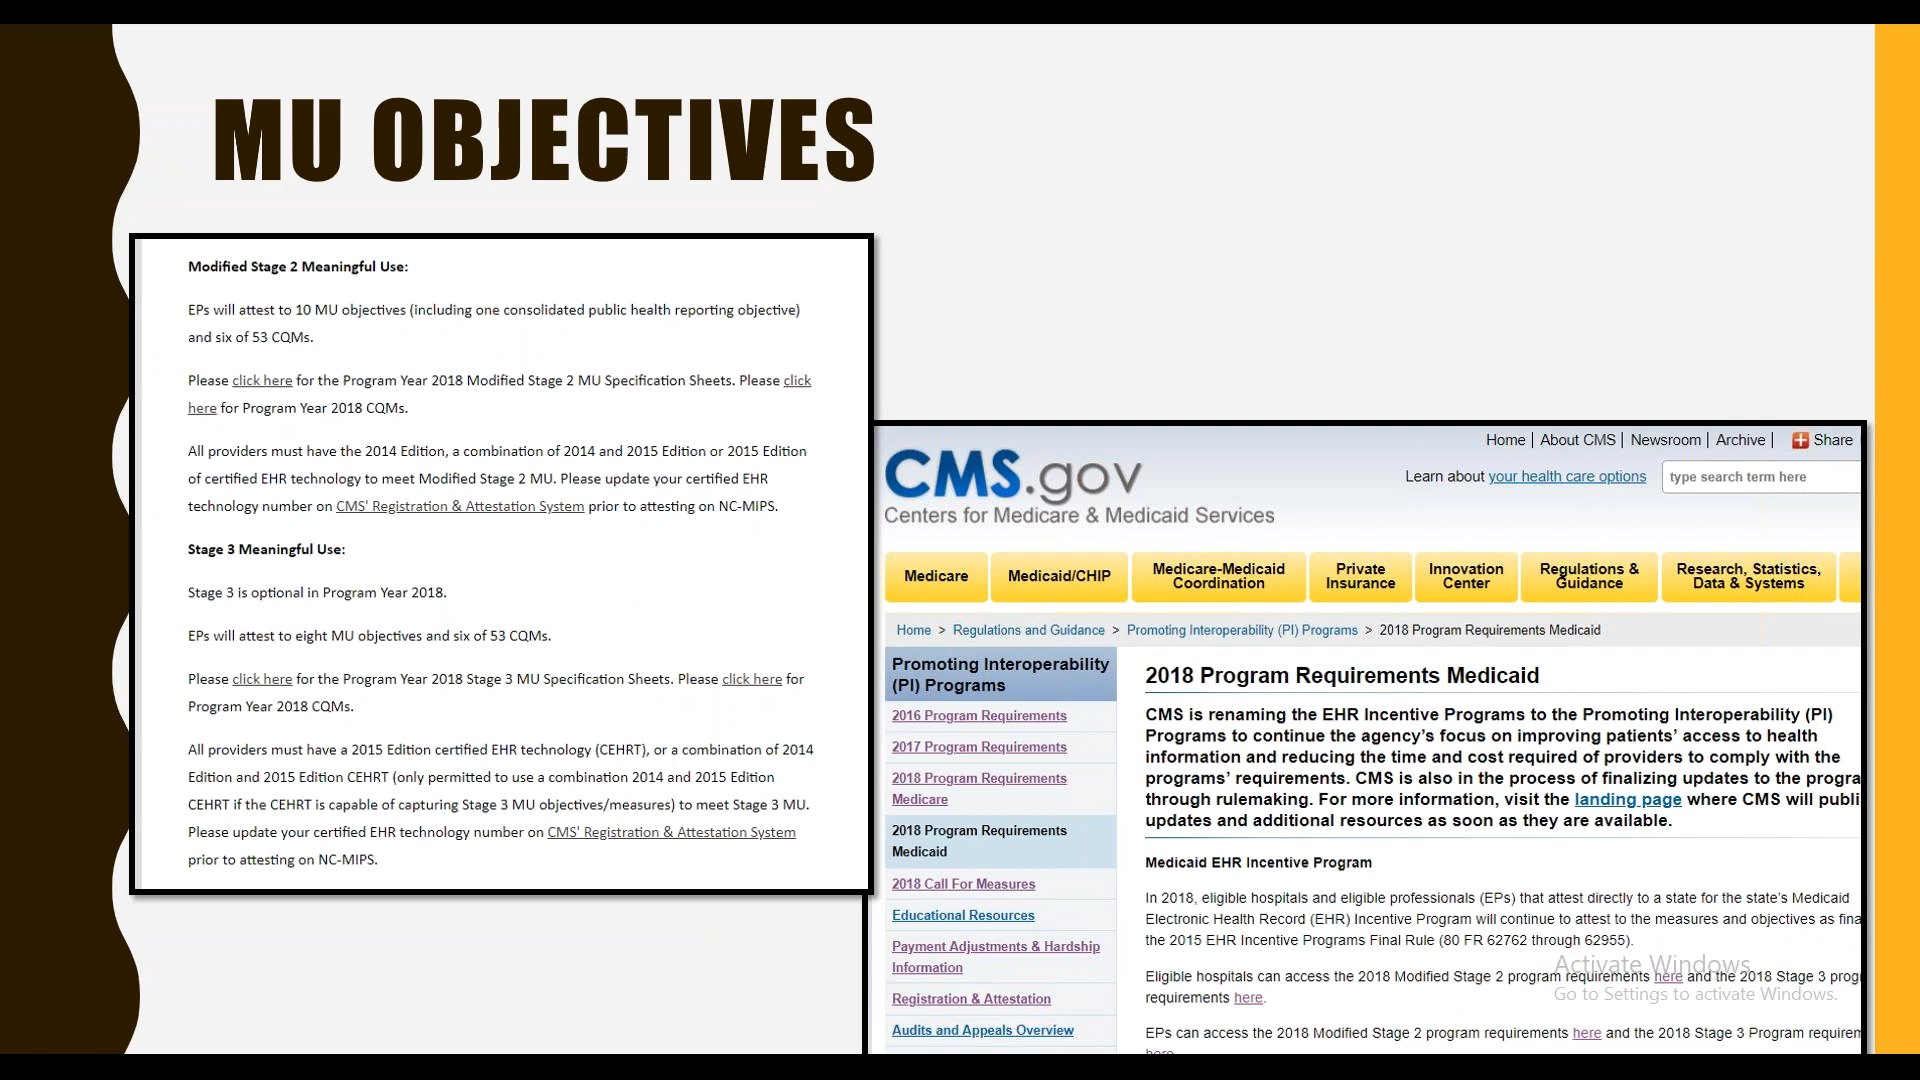 MU OBJECTIVES
Modified Stage 2 Meaningful Use:
EPs will attest to 10 MU objectives (including one consolidated public health reporting objective)
and six of 53 CQMs.
Please click here for the Program Year 2018 Modified Stage 2 MU Specification Sheets. Please click
here for Program Year 2018 CQMs.
All providers must have the 2014 Edition, a combination of 2014 and 2015 Edition or 2015 Edition
of certified EHR technology to meet Modified Stage 2 MU. Please update your certified EHR
technology number on CMS' Registration & Attestation System prior to attesting on NC-MIPS.
Stage 3 Meaningful Use:
Stage 3 is optional in Program Year 2018.
EPs will attest to eight MU objectives and six of 53 CQMs.
Please click here for the Program Year 2018 Stage 3 MU Specification Sheets. Please click here for
Program Year 2018 CQMs.
All providers must have a 2015 Edition certified EHR technology (CEHRT), or a combination of 2014
Edition and 2015 Edition CEHRT (only permitted to use a combination 2014 and 2015 Edition
CEHRT if the CEHRT is capable of capturing Stage 3 MU objectives/measures) to meet Stage 3 MU.
Please update your certified EHR technology number on CMS' Registration & Attestation System
prior to attesting on NC-MIPS.
Home | About CMS | Newsroom | Archive | Share
CMS.gov
Learn about your health care options
type search term here
Centers for Medicare & Medicaid Services
Medicare
Medicaid/CHIP
Medicare-Medicaid
Coordination
Private
Insurance
Innovation
Center
Regulations &
Guidance
Research, Statistics,
Data & Systems
Home > Regulations and Guidance > Promoting Interoperability (PI) Programs > 2018 Program Requirements Medicaid
Promoting Interoperability
(PI) Programs
2016 Program Requirements
2017 Program Requirements
2018 Program Requirements
Medicare
2018 Program Requirements
Medicaid
2018 Call For Measures
Educational Resources
Payment Adjustments & Hardship
Information
Registration & Attestation
Audits and Appeals Overview
2018 Program Requirements Medicaid
CMS is renaming the EHR Incentive Programs to the Promoting Interoperability (PI)
Programs to continue the agency's focus on improving patients' access to health
information and reducing the time and cost required of providers to comply with the
programs' requirements. CMS is also in the process of finalizing updates to the progra
through rulemaking. For more information, visit the landing page where CMS will publi
updates and additional resources as soon as they are available.
Medicaid EHR Incentive Program
In 2018, eligible hospitals and eligible professionals (EPs) that attest directly to a state for the state's Medicaid
Electronic Health Record (EHR) Incentive Program will continue to attest to the measures and objectives as fina
the 2015 EHR Incentive Programs Final Rule (80 FR 62762 through 62955).
Eligible hospitals can access the 2018 Modified Stage 2 program requirements here and the 2018 Stage 3 prog
requirements here.
EPs can access the 2018 Modified Stage 2 program requirements here and the 2018 Stage 3 Program requirem
here
Activate Windows
Go to Settings to activate Windows.